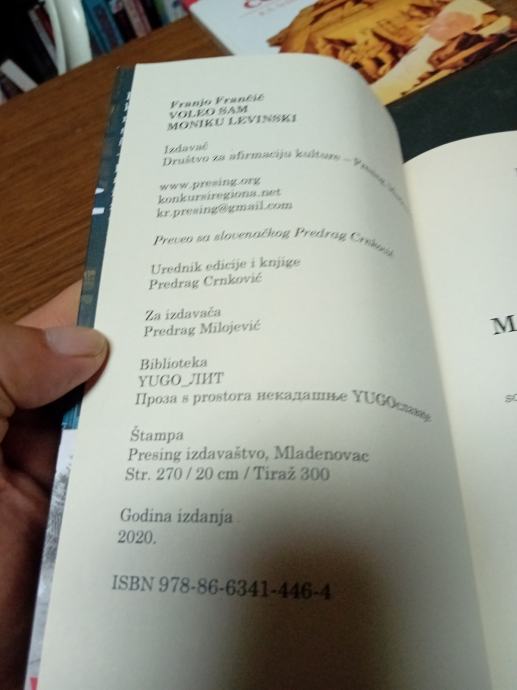 Franjo Frančič
VOLEO SAM
MONIKU LEVINSKI
Izdavač
Društvo za afirmaciju kulture – Presing
www.presing.org
konkursiregiona.net
kr.presing@gmail.com
Preveo sa slovenačkog Predrag Crnković
Urednik edicije i knjige
Predrag Crnković
Za izdavača
Predrag Milojević
Biblioteka
YUGO_ЛИТ
Проза s prostora некадашње YUGOславије
Štampa
Presing izdavaštvo, Mladenovac
Str. 270 / 20 cm / Tiraž 300
Godina izdanja
2020.
ISBN 978-86-6341-446-4